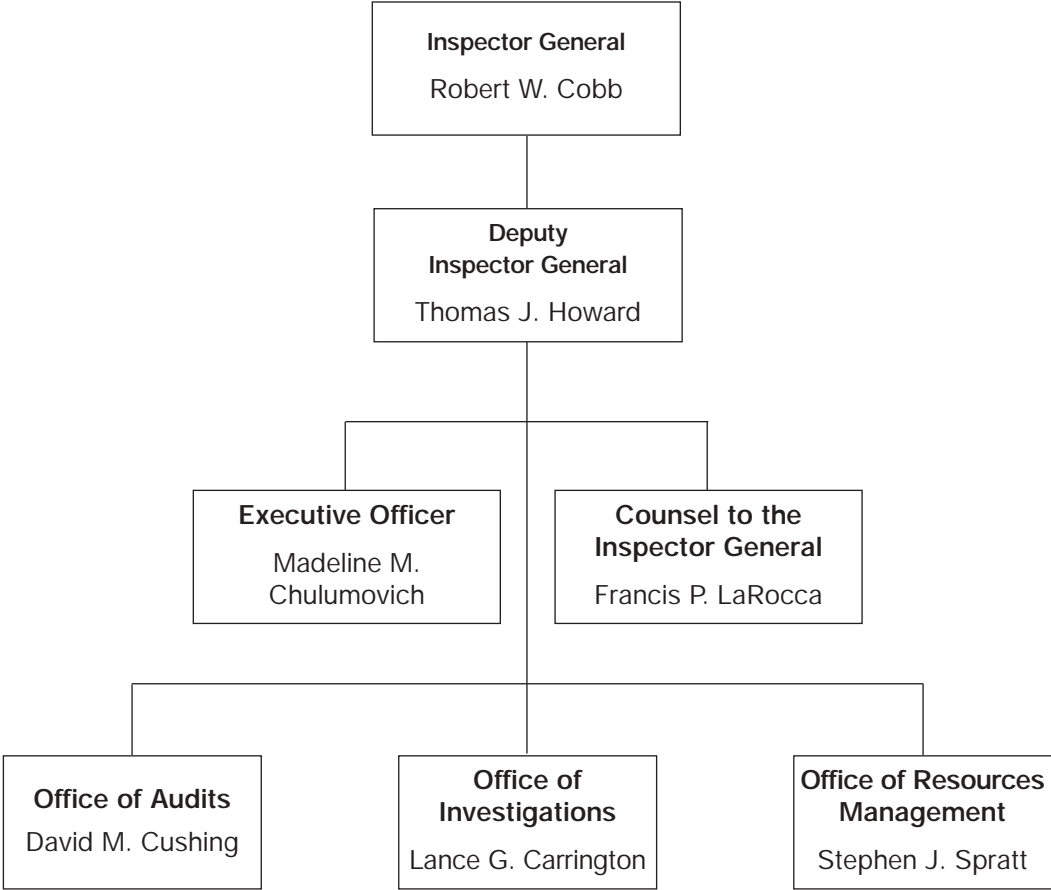 Inspector General
Robert W. Cobb
Deputy
Inspector General
Thomas J. Howard
Executive Officer
Madeline M.
Chulumovich
Counsel to the
Inspector General
Francis P. LaRocca
Office of Audits
David M. Cushing
Office of
Investigations
Lance G. Carrington
Office of Resources
Management
Stephen J. Spratt